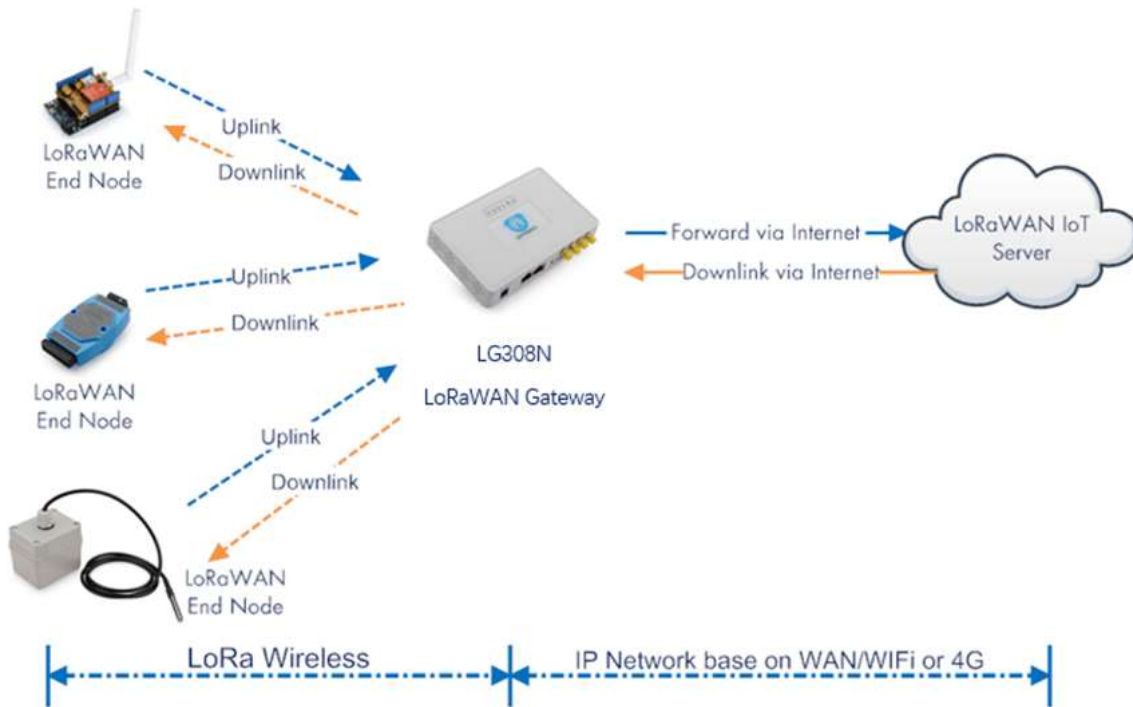 Uplink
Downlink
LoRaWAN
End Node
Uplink
Downlink
LoRaWAN
End Node
Forward via Internet
Downlink via Internet
LoRaWAN IoT
Server
LG308N
LoRaWAN Gateway
Uplink
Downlink
LoRaWAN
End Node
LoRa Wireless
IP Network base on WAN/WIFi or 4G